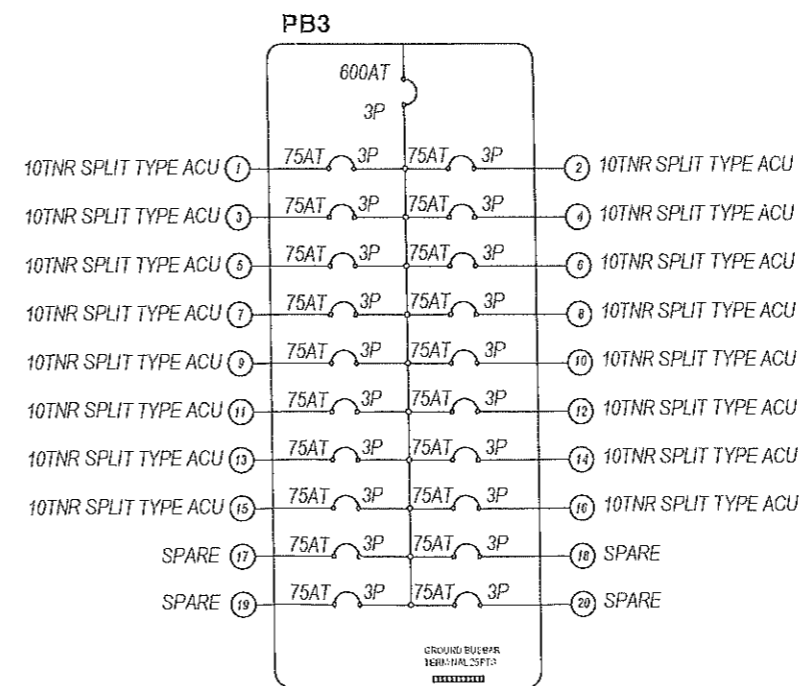 PB3
600AT
3P
10TNR SPLIT TYPE ACU 1 75AT 3P 75AT 3P 2 10TNR SPLIT TYPE ACU
10TNR SPLIT TYPE ACU 3 75AT 3P 75AT 3P 4 10TNR SPLIT TYPE ACU
10TNR SPLIT TYPE ACU 5 75AT 3P 75AT 3P 6 10TNR SPLIT TYPE ACU
10TNR SPLIT TYPE ACU 7 75AT 3P 75AT 3P 8 10TNR SPLIT TYPE ACU
10TNR SPLIT TYPE ACU 9 75AT 3P 75AT 3P 10 10TNR SPLIT TYPE ACU
10TNR SPLIT TYPE ACU 11 75AT 3P 75AT 3P 12 10TNR SPLIT TYPE ACU
10TNR SPLIT TYPE ACU 13 75AT 3P 75AT 3P 14 10TNR SPLIT TYPE ACU
10TNR SPLIT TYPE ACU 15 75AT 3P 75AT 3P 16 10TNR SPLIT TYPE ACU
SPARE 17 75AT 3P 75AT 3P 18 SPARE
SPARE 19 75AT 3P 75AT 3P 20 SPARE
GROUND BUSBAR
TERMINAL 25PTS